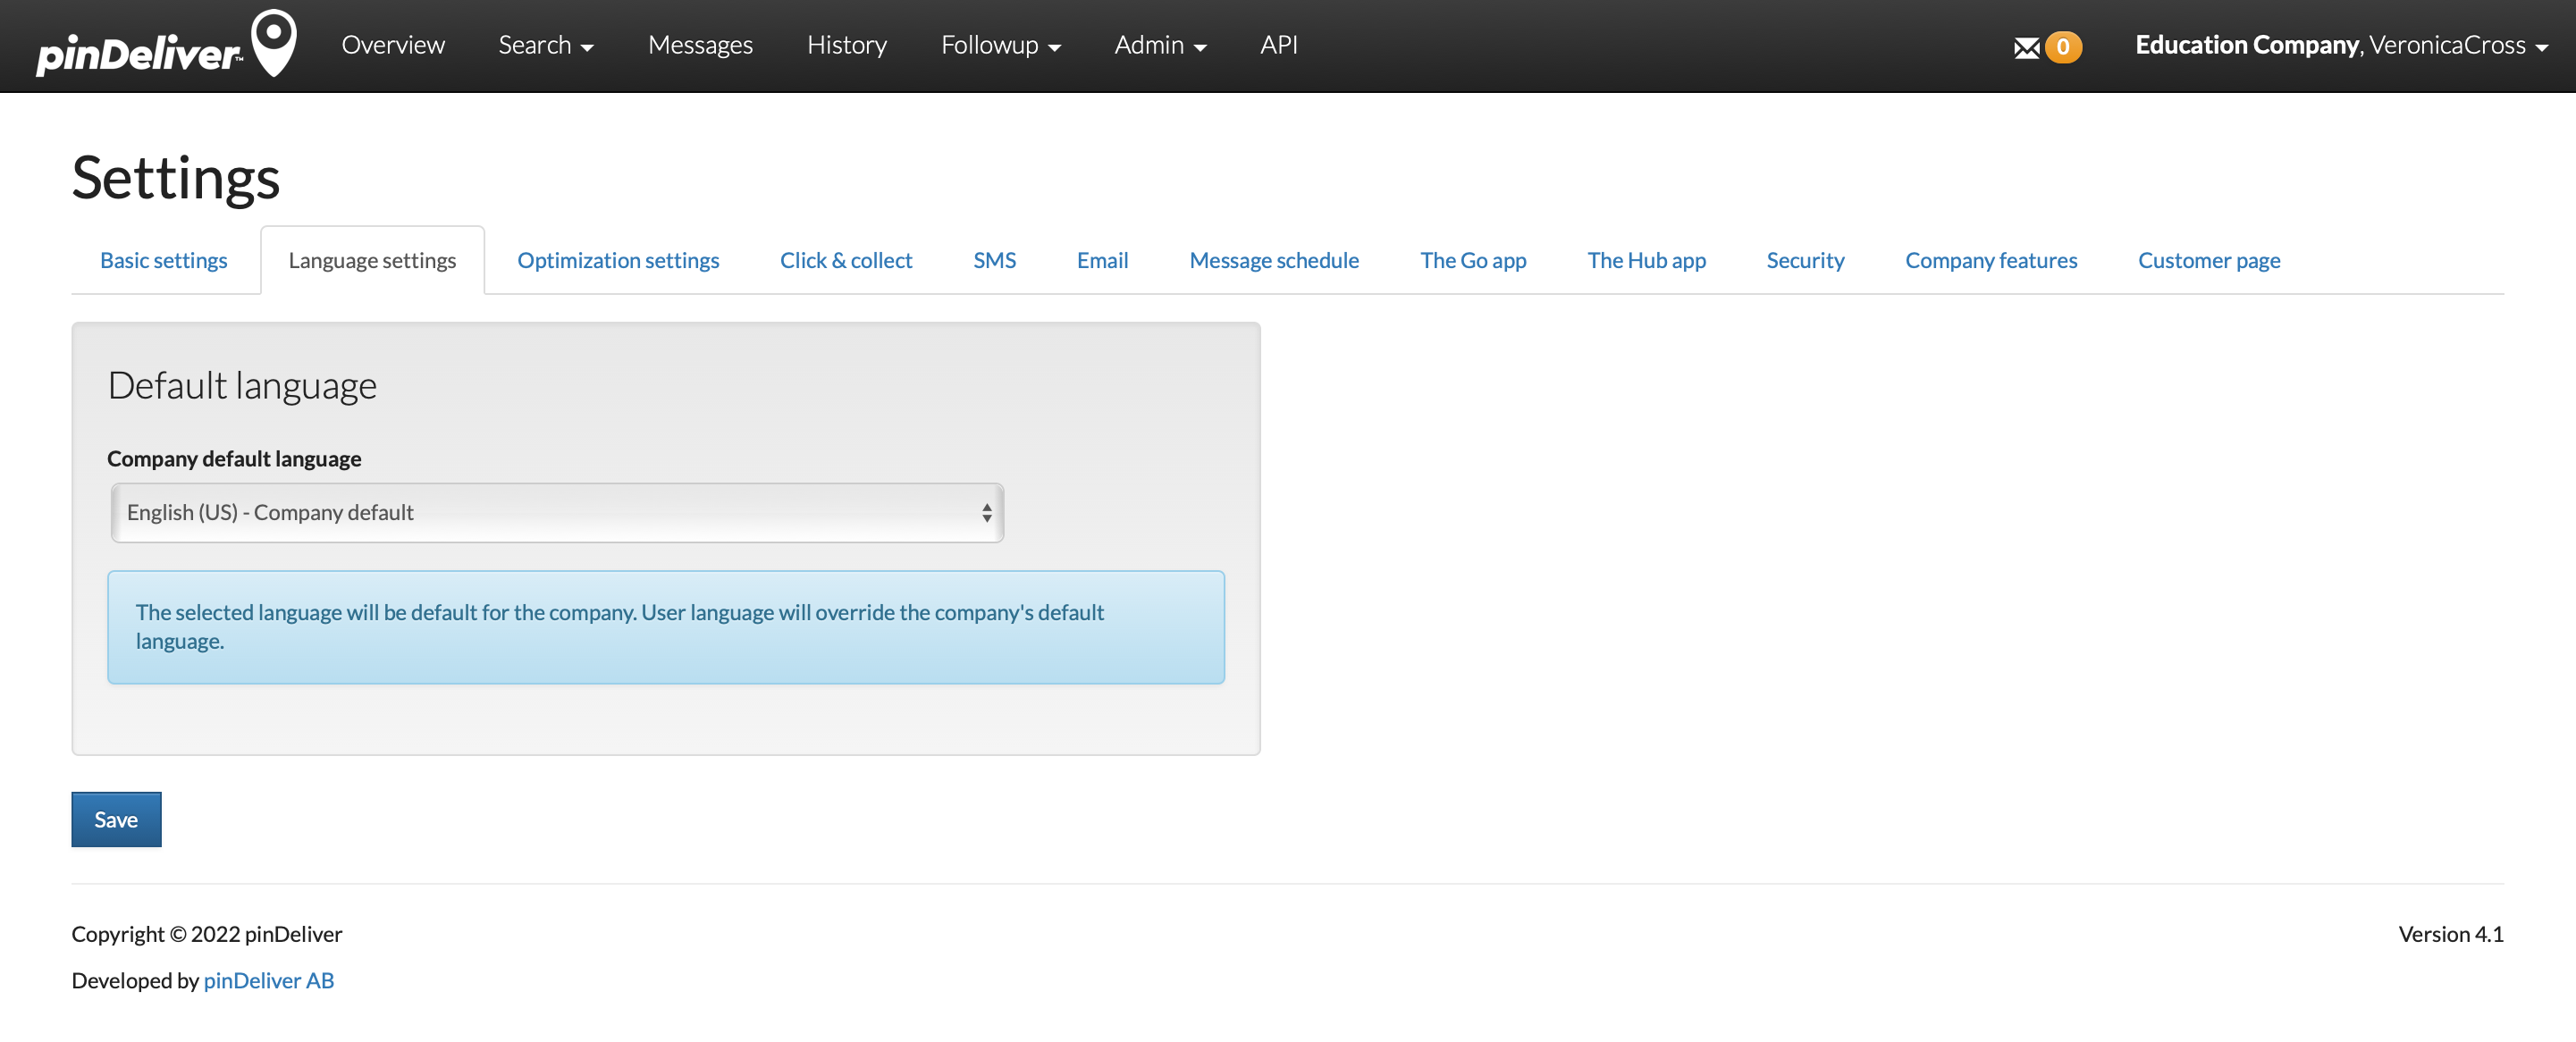 pinDeliver™ Overview Search Messages History Followup Admin API 0 Education Company, VeronicaCross
Settings
Basic settings Language settings Optimization settings Click & collect SMS Email Message schedule The Go app The Hub app Security Company features Customer page
Default language
Company default language
English (US) - Company default
The selected language will be default for the company. User language will override the company's default
language.
Save
Copyright © 2022 pinDeliver Version 4.1
Developed by pinDeliver AB